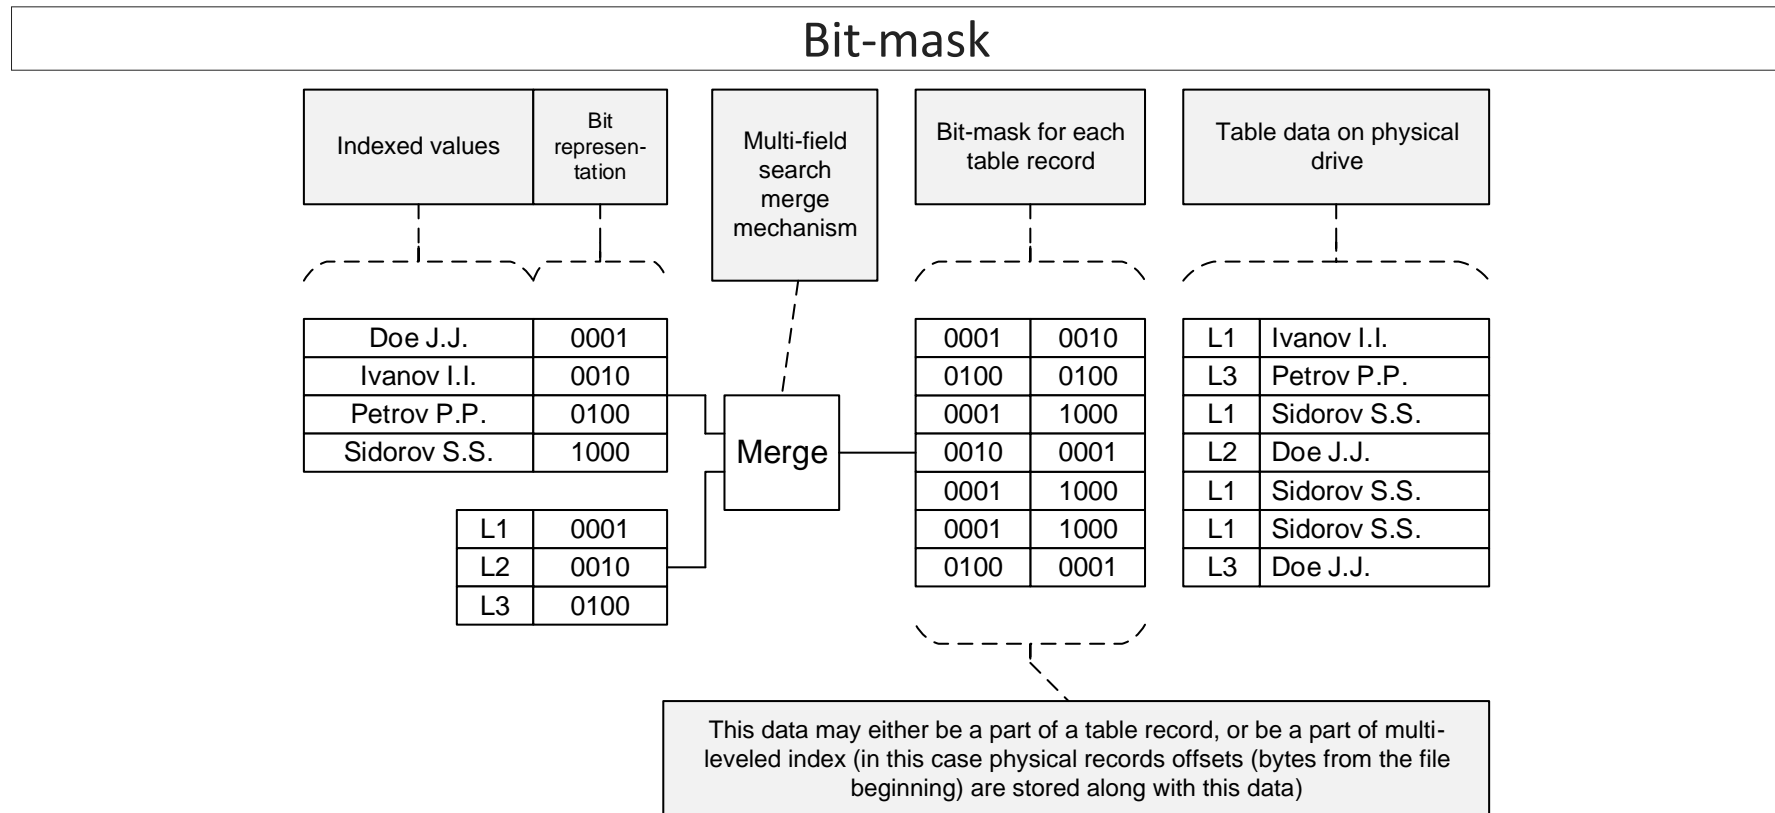 Bit-mask
Indexed values
Bit
represen-
tation
Multi-field
search
merge
mechanism
Bit-mask for each
table record
Table data on physical
drive
Doe J.J. 0001
Ivanov I.I. 0010
Petrov P.P. 0100
Sidorov S.S. 1000
L1 0001
L2 0010
L3 0100
Merge
0001 0010
0100 0100
0001 1000
0010 0001
0001 1000
0001 1000
0100 0001
L1 Ivanov I.I.
L3 Petrov P.P.
L1 Sidorov S.S.
L2 Doe J.J.
L1 Sidorov S.S.
L1 Sidorov S.S.
L3 Doe J.J.
This data may either be a part of a table record, or be a part of multi-
leveled index (in this case physical records offsets (bytes from the file
beginning) are stored along with this data)